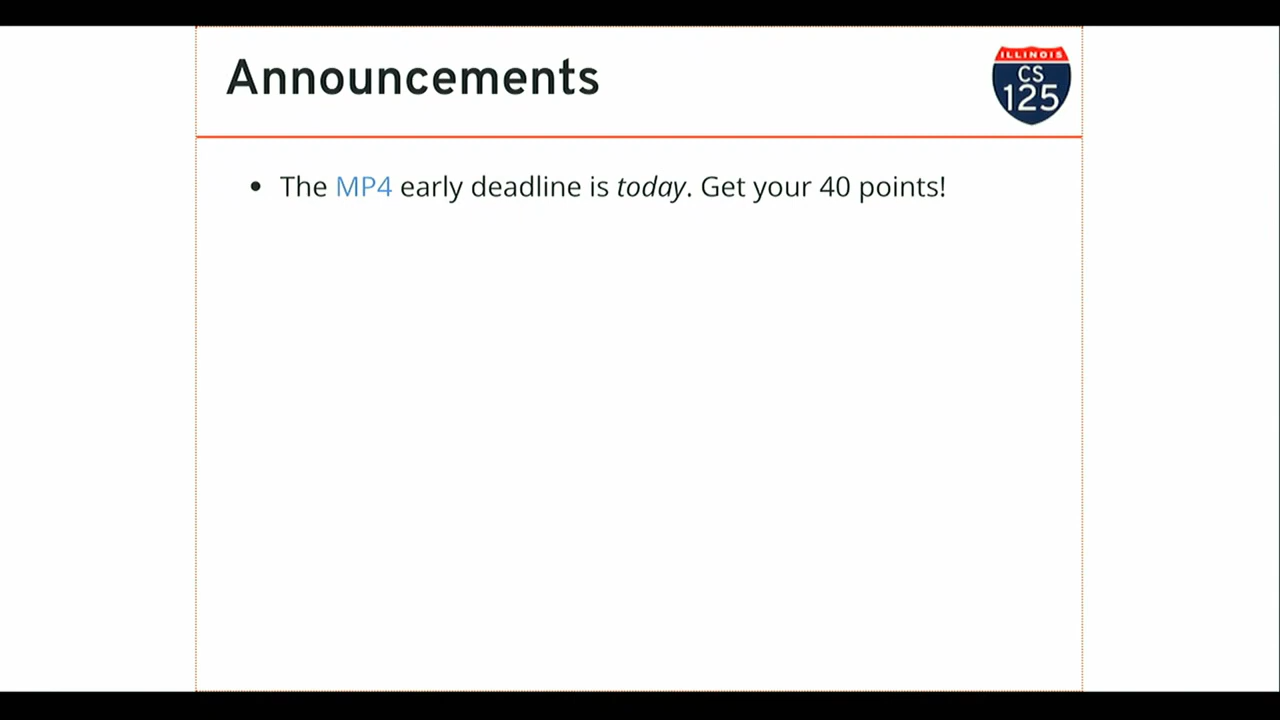 Announcements
ILLINOIS
CS
125
The MP4 early deadline is today. Get your 40 points!